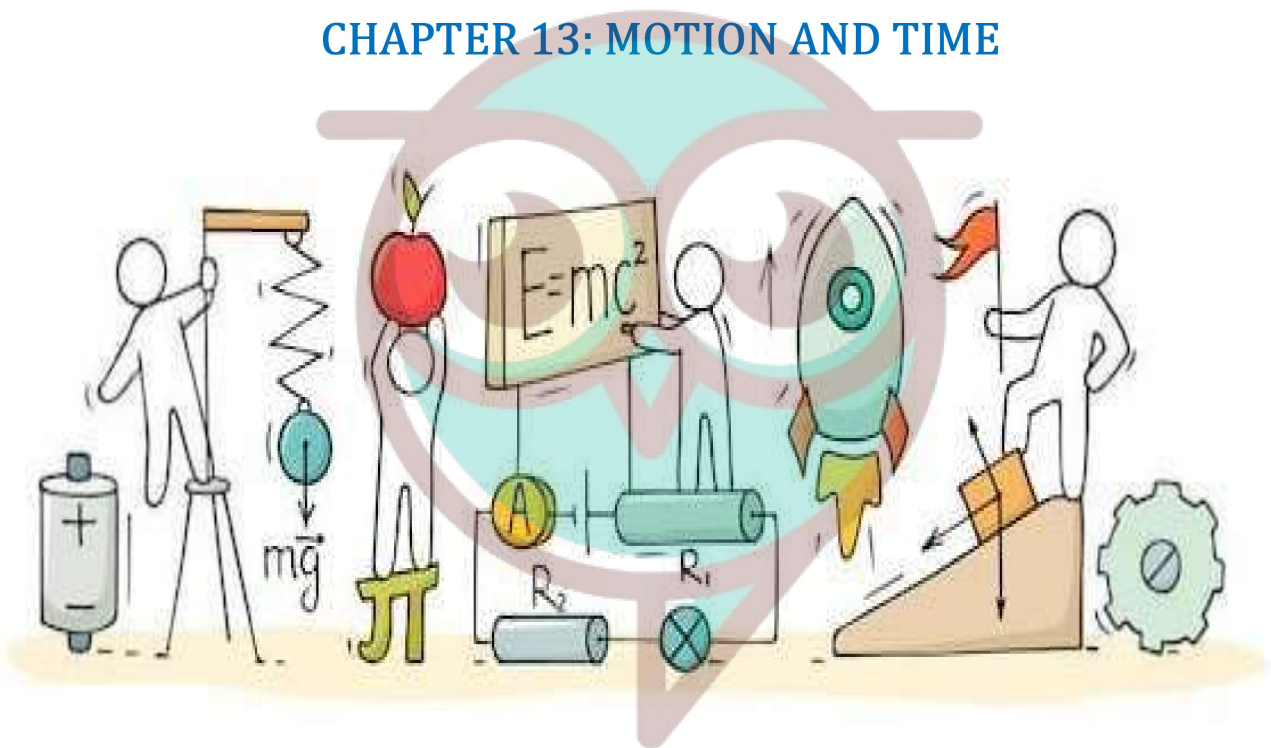 CHAPTER 13: MOTION AND TIME
E=mc²
+
A
mg⃗
R₁
R₂
−
π